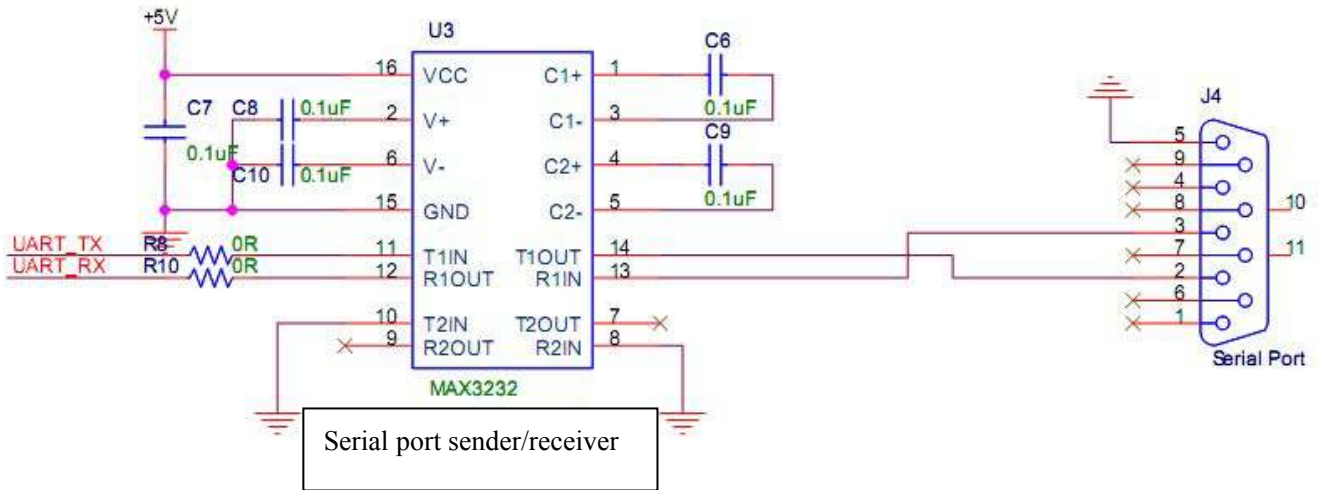 +5V
U3
C6
0.1uF
C9
0.1uF
C7
0.1uF
C8
0.1uF
C10
0.1uF
16 VCC C1+ 1
2 V+ C1- 3
6 V- C2+ 4
15 GND C2- 5
UART_TX R8 0R 11 T1IN T1OUT 14
UART_RX R10 0R 12 R1OUT R1IN 13
10 T2IN T2OUT 7
9 R2OUT R2IN 8
MAX3232
Serial port sender/receiver
J4
5
9
4
8
3
7
2
6
1
10
11
Serial Port